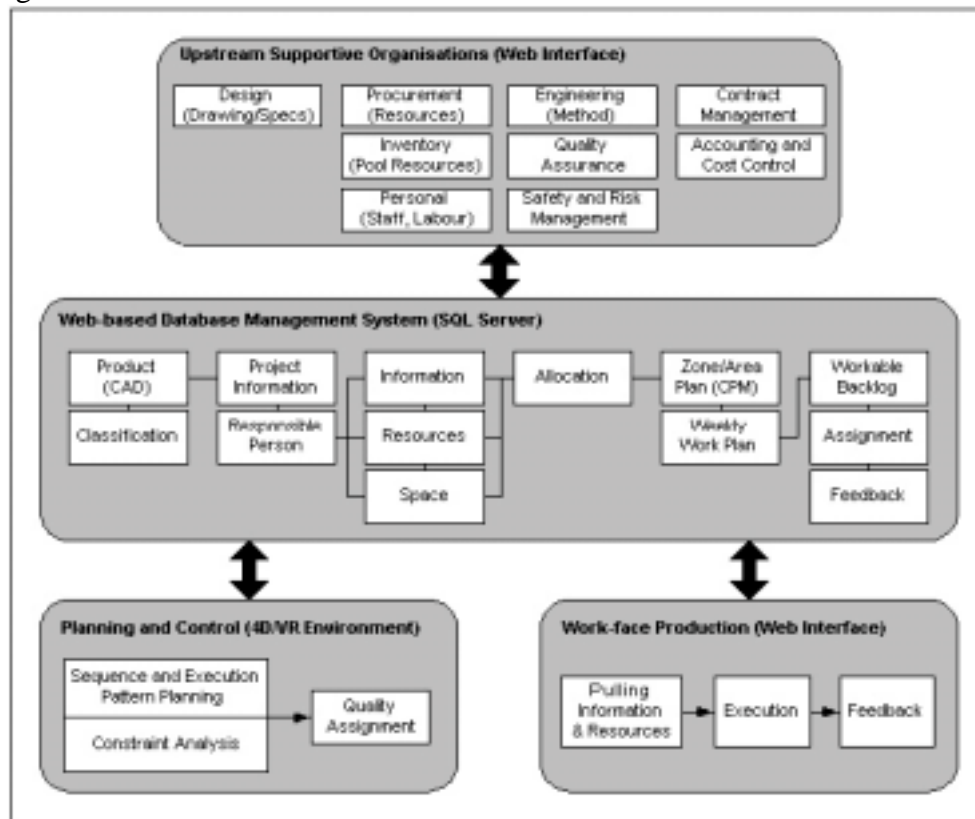 Upstream Supportive Organisations (Web Interface)
Design
(Drawing/Specs)
Procurement
(Resources)
Engineering
(Method)
Contract
Management
Inventory
(Pool Resources)
Quality
Assurance
Accounting and
Cost Control
Personal
(Staff, Labour)
Safety and Risk
Management
Web-based Database Management System (SQL Server)
Product
(CAD)
Project
Information
Information
Allocation
Zone/Area
Plan (CPM)
Workable
Backlog
Classification
Responsible
Person
Resources
Weekly
Work Plan
Assignment
Space
Feedback
Planning and Control (4D/VR Environment)
Sequence and Execution
Pattern Planning
Constraint Analysis
Quality
Assignment
Work-face Production (Web Interface)
Pulling
Information
& Resources
Execution
Feedback